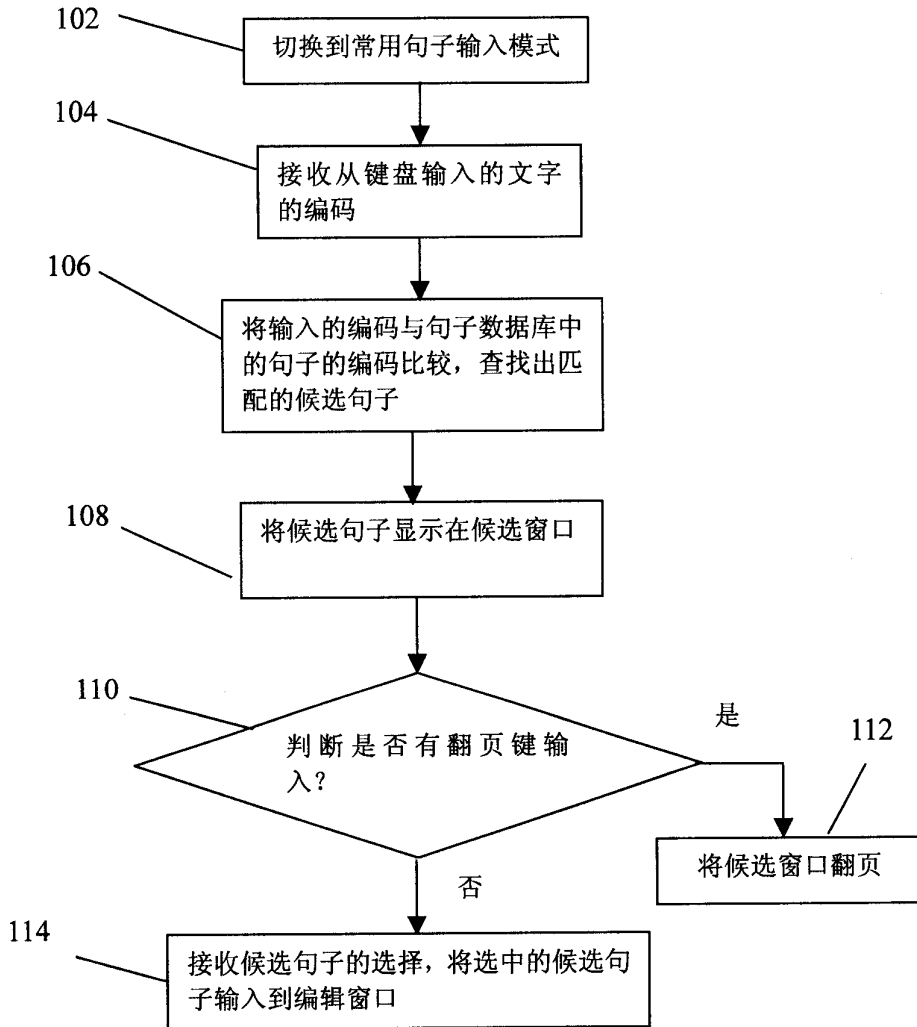 102
切换到常用句子输入模式
104
接收从键盘输入的文字
的编码
106
将输入的编码与句子数据库中
的句子的编码比较，查找出匹
配的候选句子
108
将候选句子显示在候选窗口
110
判断是否有翻页键输
入？
是
112
将候选窗口翻页
否
114
接收候选句子的选择，将选中的候选句
子输入到编辑窗口